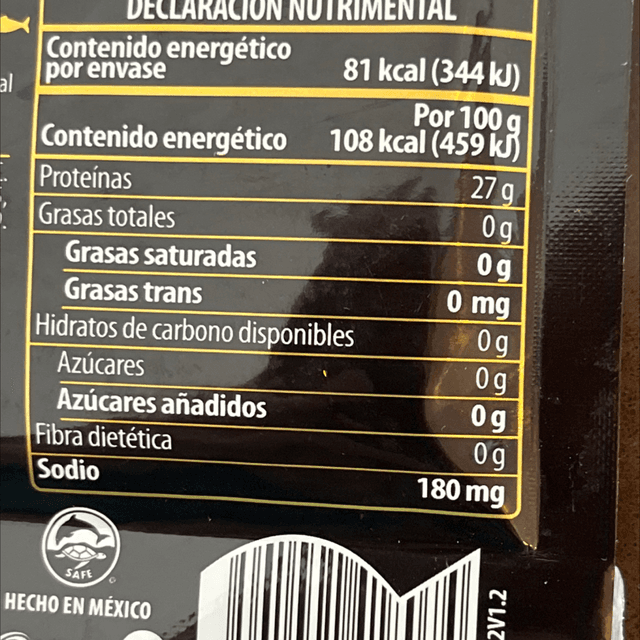 DECLARACIÓN NUTRIMENTAL
Contenido energético
por envase 81 kcal (344 kJ)
Por 100 g
Contenido energético 108 kcal (459 kJ)
Proteínas 27 g
Grasas totales 0 g
Grasas saturadas 0 g
Grasas trans 0 mg
Hidratos de carbono disponibles 0 g
Azúcares 0 g
Azúcares añadidos 0 g
Fibra dietética 0 g
Sodio 180 mg
SAFE
HECHO EN MÉXICO
2V1.2